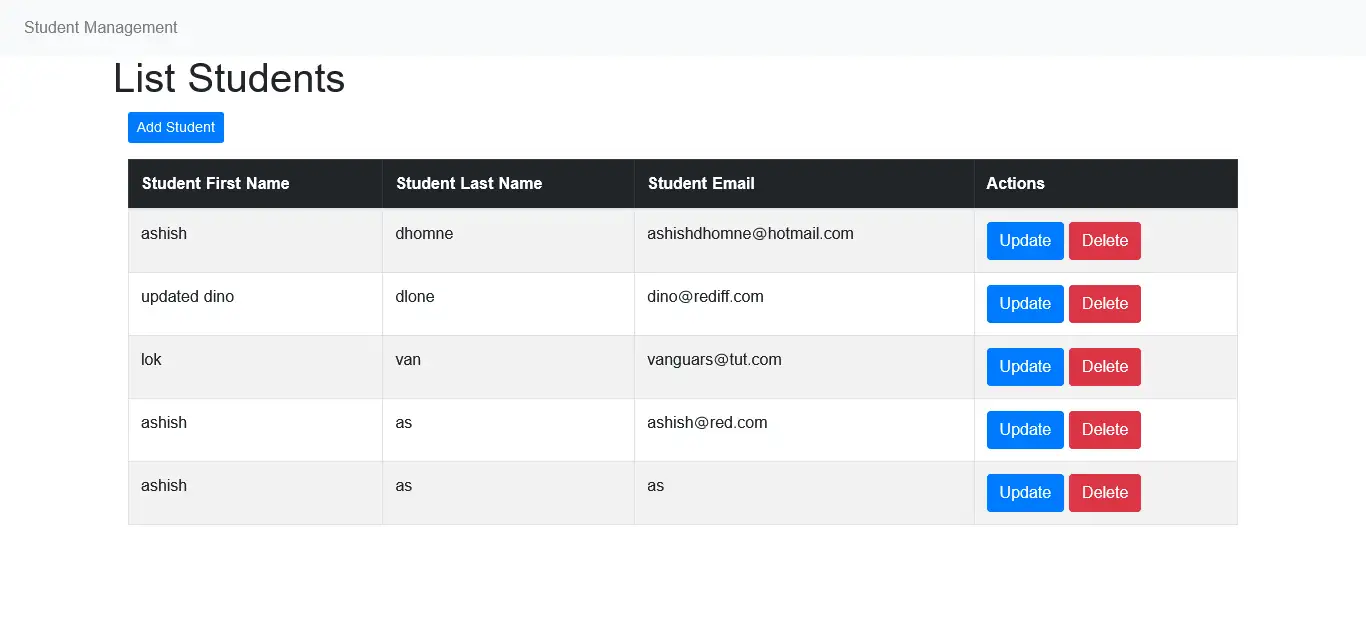 Student Management
List Students
Add Student
Student First Name Student Last Name Student Email Actions
ashish dhomne ashishdhomne@hotmail.com Update Delete
updated dino dlone dino@rediff.com Update Delete
lok van vanguars@tut.com Update Delete
ashish as ashish@red.com Update Delete
ashish as as Update Delete